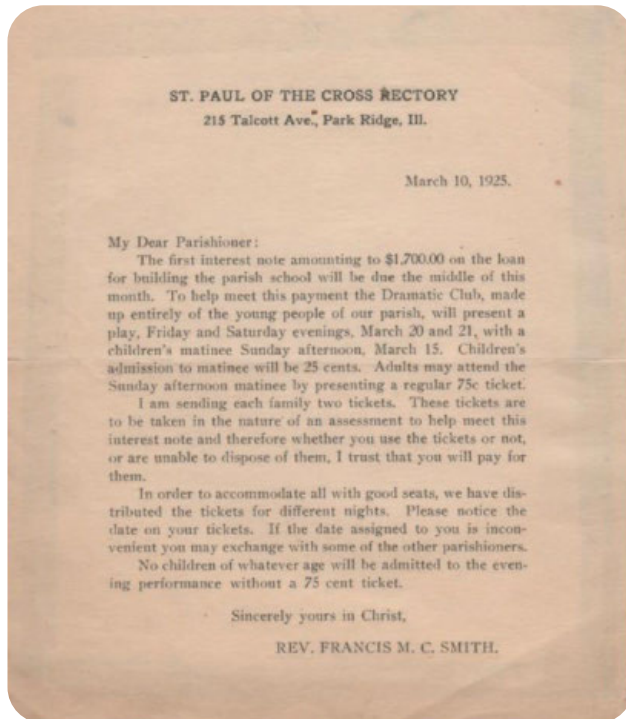 ST. PAUL OF THE CROSS RECTORY
215 Talcott Ave., Park Ridge, Ill.
March 10, 1925.
My Dear Parishioner:
The first interest note amounting to $1,700.00 on the loan
for building the parish school will be due the middle of this
month. To help meet this payment the Dramatic Club, made
up entirely of the young people of our parish, will present a
play, Friday and Saturday evenings, March 20 and 21, with a
children's matinee Sunday afternoon, March 15. Children's
admission to matinee will be 25 cents. Adults may attend the
Sunday afternoon matinee by presenting a regular 75c ticket.
I am sending each family two tickets. These tickets are
to be taken in the nature of an assessment to help meet this
interest note and therefore whether you use the tickets or not,
or are unable to dispose of them, I trust that you will pay for
them.
In order to accommodate all with good seats, we have dis-
tributed the tickets for different nights. Please notice the
date on your tickets. If the date assigned to you is incon-
venient you may exchange with some of the other parishioners.
No children of whatever age will be admitted to the even-
ing performance without a 75 cent ticket.
Sincerely yours in Christ,
REV. FRANCIS M. C. SMITH.